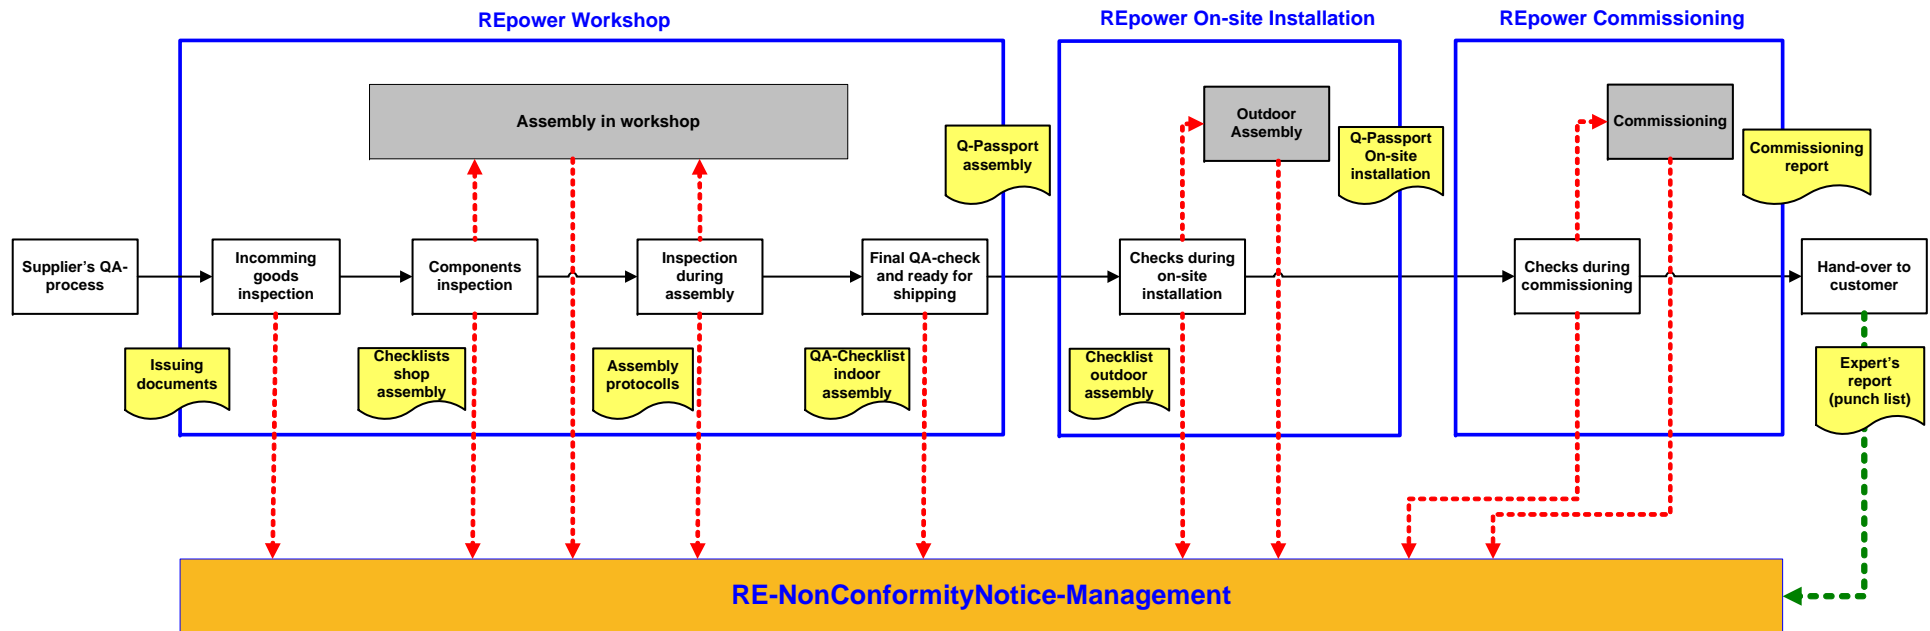 REpower Workshop
REpower On-site Installation
REpower Commissioning
Assembly in workshop
Outdoor
Assembly
Commissioning
Q-Passport
assembly
Q-Passport
On-site
installation
Commissioning
report
Supplier's QA-
process
Incomming
goods
inspection
Components
inspection
Inspection
during
assembly
Final QA-check
and ready for
shipping
Checks during
on-site
installation
Checks during
commissioning
Hand-over to
customer
Issuing
documents
Checklists
shop
assembly
Assembly
protocolls
QA-Checklist
indoor
assembly
Checklist
outdoor
assembly
Expert's
report
(punch list)
RE-NonConformityNotice-Management